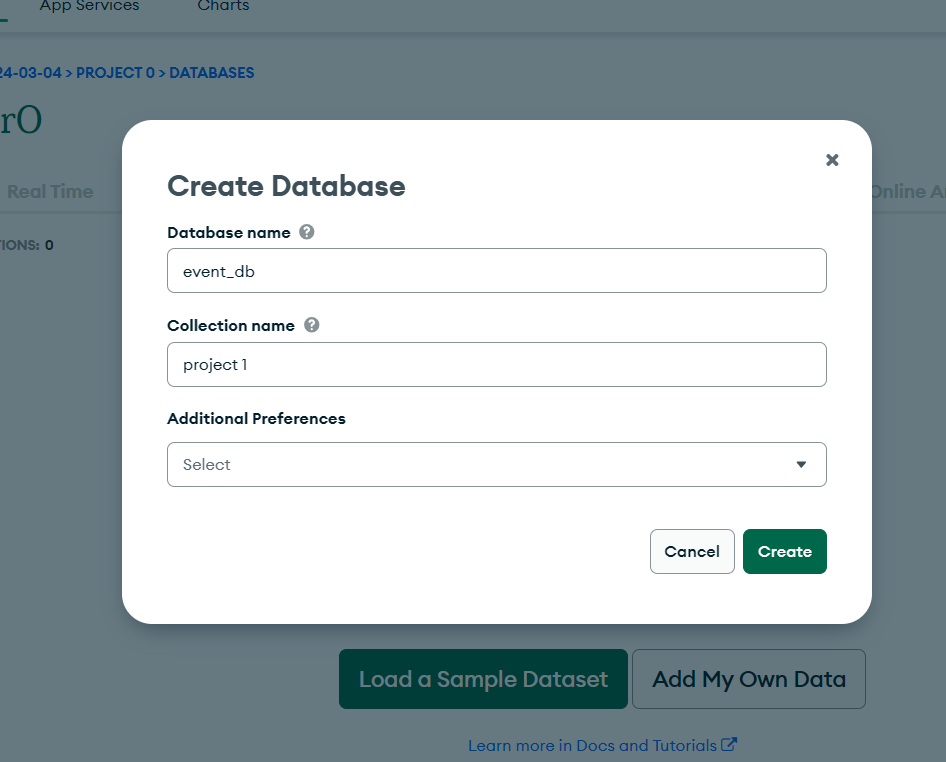 App Services Charts
24-03-04 > PROJECT 0 > DATABASES
rO
Real Time
Online
IONS: 0
Create Database
Database name
event_db
Collection name
project 1
Additional Preferences
Select
Cancel Create
Load a Sample Dataset Add My Own Data
Learn more in Docs and Tutorials